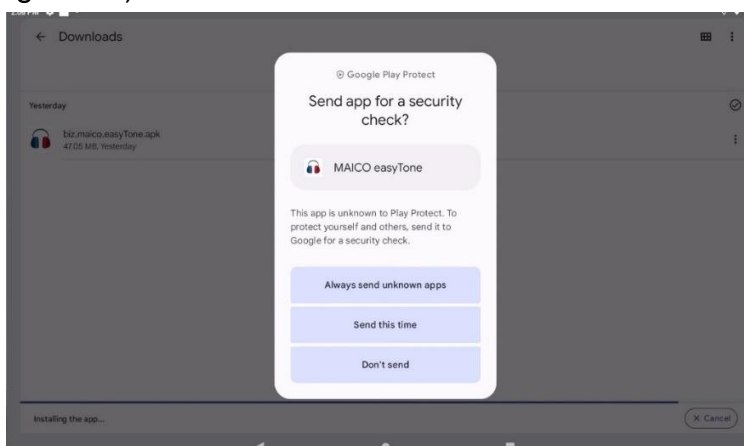 Downloads
Yesterday
biz.maico.easyTone.apk
47.05 MB, Yesterday
Google Play Protect
Send app for a security
check?
MAICO easyTone
This app is unknown to Play Protect. To
protect yourself and others, send it to
Google for a security check.
Always send unknown apps
Send this time
Don't send
Installing the app...
Cancel